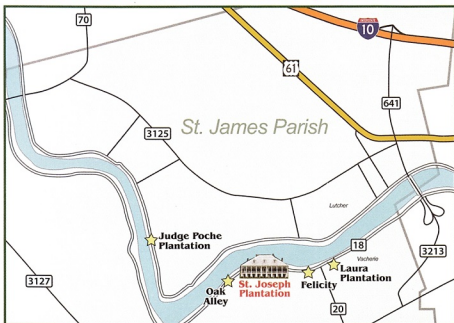 70
10
61
641
3125
St. James Parish
Lutcher
Judge Poche
Plantation
18
Vacherie
3213
3127
Oak
Alley
St. Joseph
Plantation
Felicity
Laura
Plantation
20